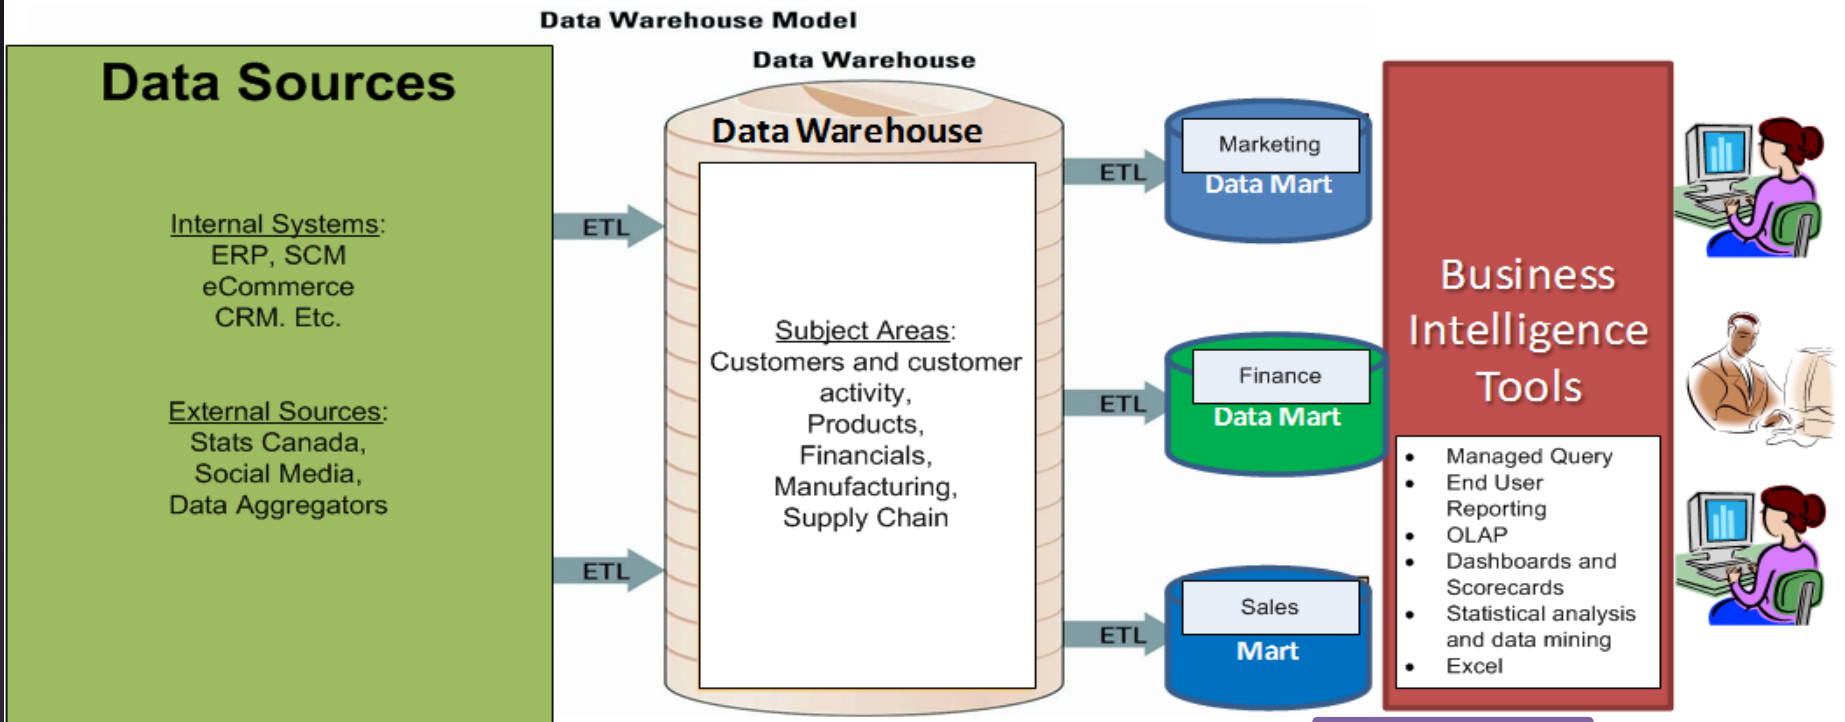 Data Warehouse Model
Data Sources
Internal Systems:
ERP, SCM
eCommerce
CRM. Etc.
External Sources:
Stats Canada,
Social Media,
Data Aggregators
ETL
ETL
Data Warehouse
Data Warehouse
Subject Areas:
Customers and customer
activity,
Products,
Financials,
Manufacturing,
Supply Chain
ETL
ETL
ETL
Marketing
Data Mart
Finance
Data Mart
Sales
Mart
Business
Intelligence
Tools
• Managed Query
• End User
Reporting
• OLAP
• Dashboards and
Scorecards
• Statistical analysis
and data mining
• Excel